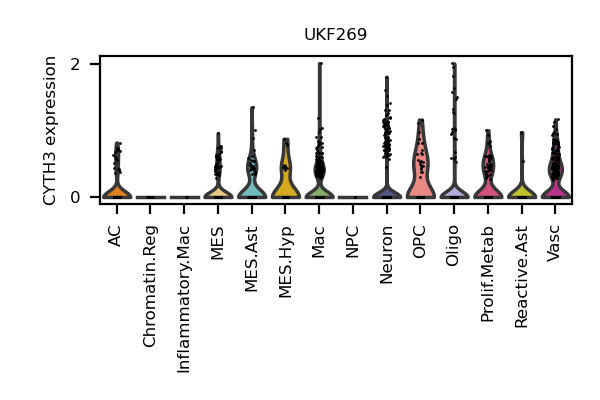 UKF269
CYTH3 expression
2
0
AC
Chromatin.Reg
Inflammatory.Mac
MES
MES.Ast
MES.Hyp
Mac
NPC
Neuron
OPC
Oligo
Prolif.Metab
Reactive.Ast
Vasc